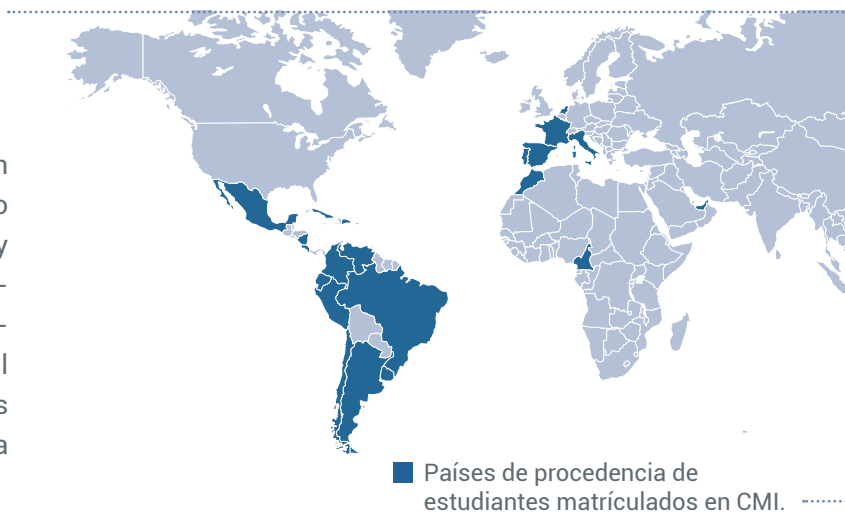 n
o
y
-
-
l
s
a
Países de procedencia de
estudiantes matrículados en CMI.